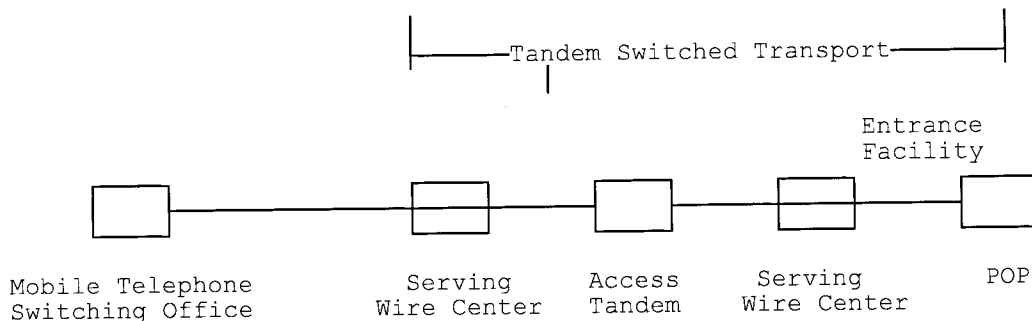 Tandem Switched Transport
Entrance
Facility
Mobile Telephone
Switching Office
Serving
Wire Center
Access
Tandem
Serving
Wire Center
POP